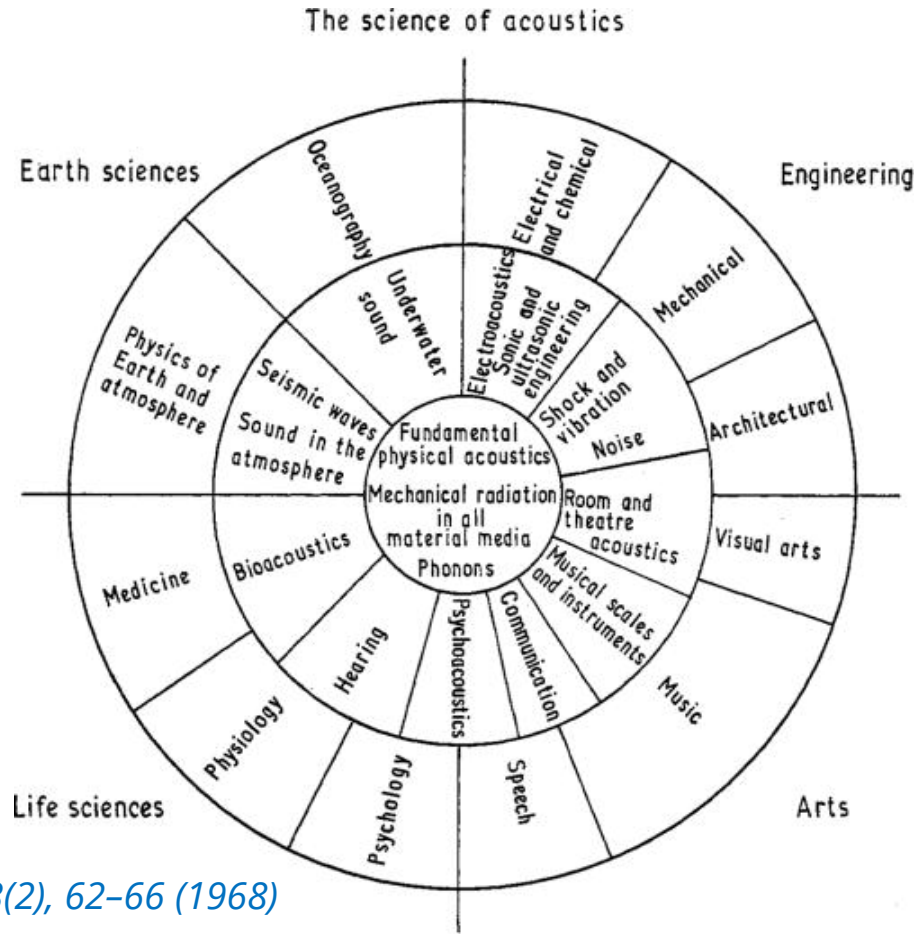 The science of acoustics
Earth sciences
Engineering
Oceanography
Electrical
and chemical
Mechanical
Architectural
Physics of
Earth and
atmosphere
Underwater
sound
Electroacoustics
Sonic and
ultrasonic
engineering
Shock and
vibration
Noise
Seismic waves
Sound in the
atmosphere
Fundamental
physical acoustics
Mechanical radiation
in all
material media
Phonons
Room and
theatre
acoustics
Visual arts
Musical scales
and instruments
Music
Medicine
Bioacoustics
Hearing
Psychoacoustics
Communication
Physiology
Psychology
Speech
Life sciences
Arts
(2), 62–66 (1968)